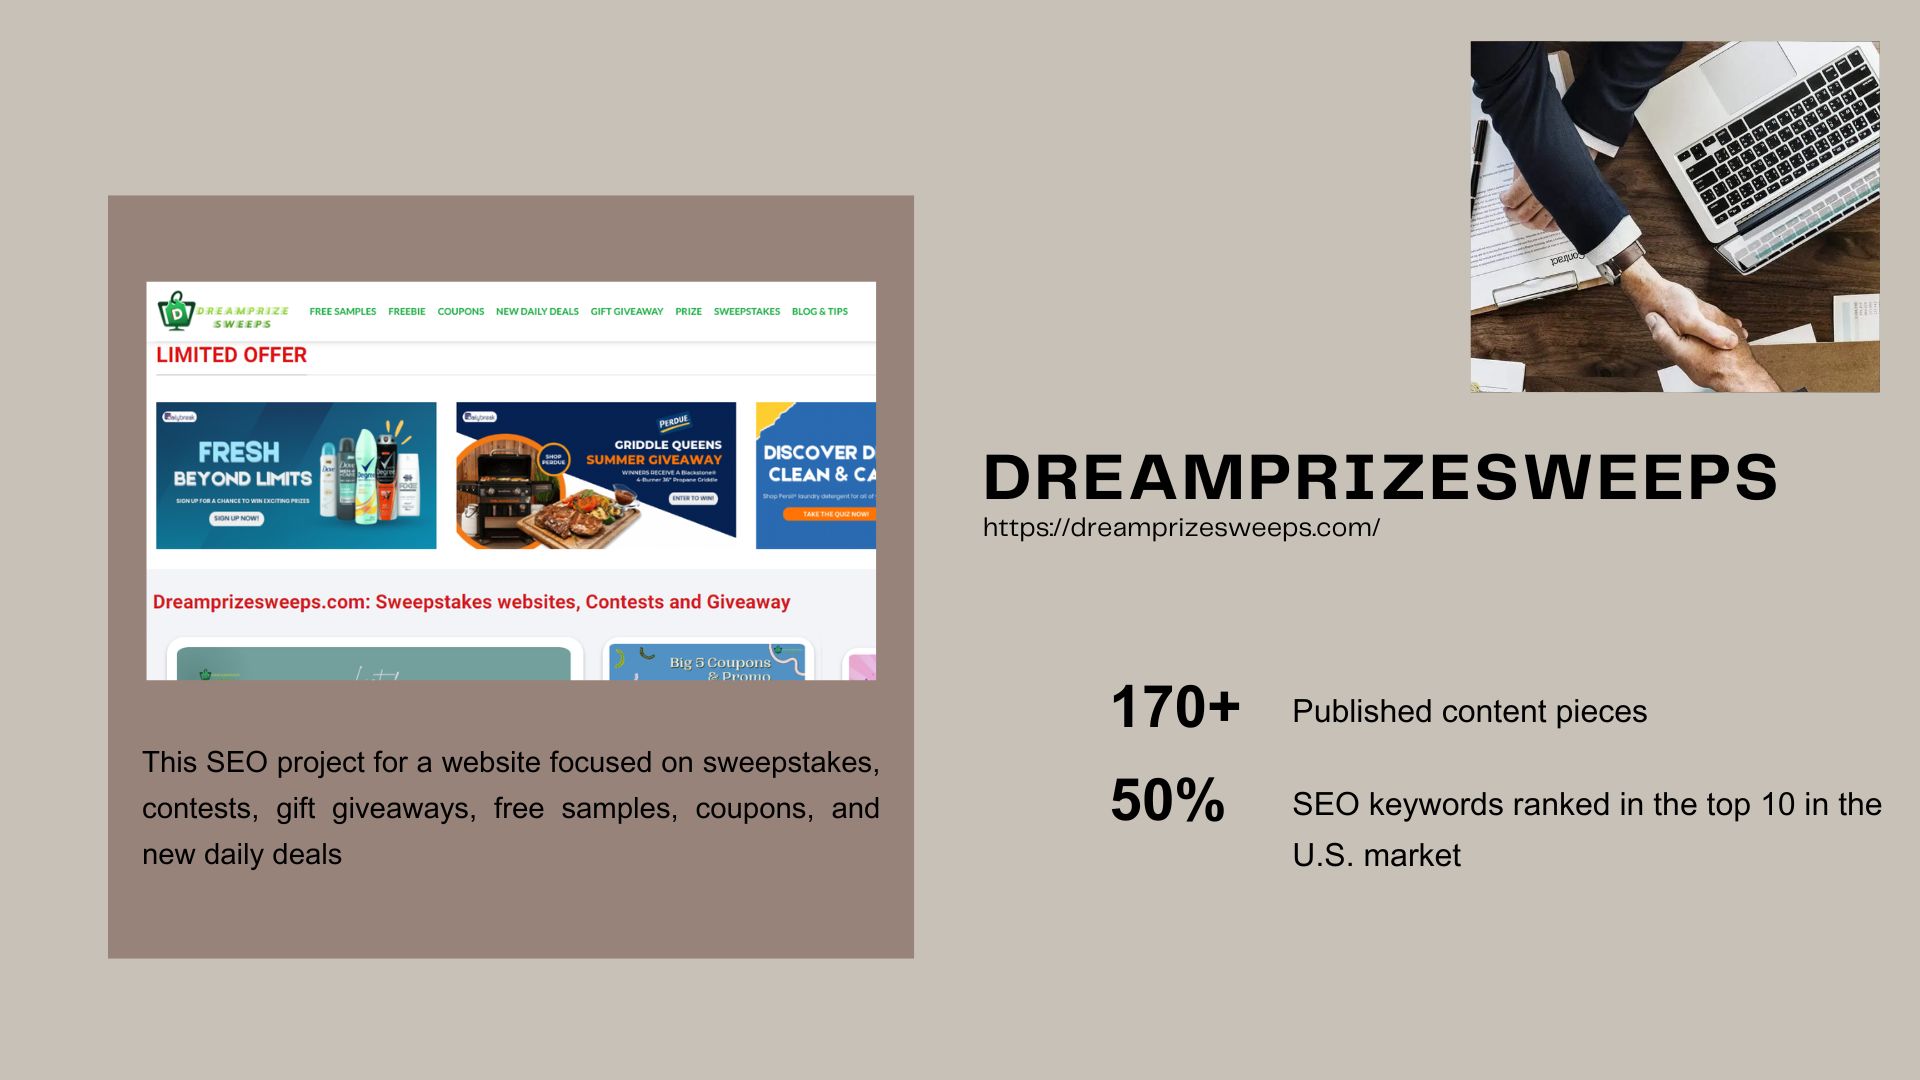 DREAMPRIZE
SWEEPS
FREE SAMPLES FREEBIE COUPONS NEW DAILY DEALS GIFT GIVEAWAY PRIZE SWEEPSTAKES BLOG & TIPS
LIMITED OFFER
FRESH
BEYOND LIMITS
SIGN UP FOR A CHANCE TO WIN EXCITING PRIZES
SIGN UP NOW!
PERDUE
GRIDDLE QUEENS
SUMMER GIVEAWAY
WINNERS RECEIVE A Blackstone®
4-Burner 36" Propane Griddle
ENTER TO WIN!
SHOP
PERDUE
DISCOVER D
CLEAN & CA
Shop Persil® laundry detergent for all of
TAKE THE QUIZ NOW!
Dreamprizesweeps.com: Sweepstakes websites, Contests and Giveaway
Big 5 Coupons
& Promo
This SEO project for a website focused on sweepstakes,
contests, gift giveaways, free samples, coupons, and
new daily deals
Contract
DREAMPRIZESWEEPS
https://dreamprizesweeps.com/
170+ Published content pieces
50% SEO keywords ranked in the top 10 in the
U.S. market